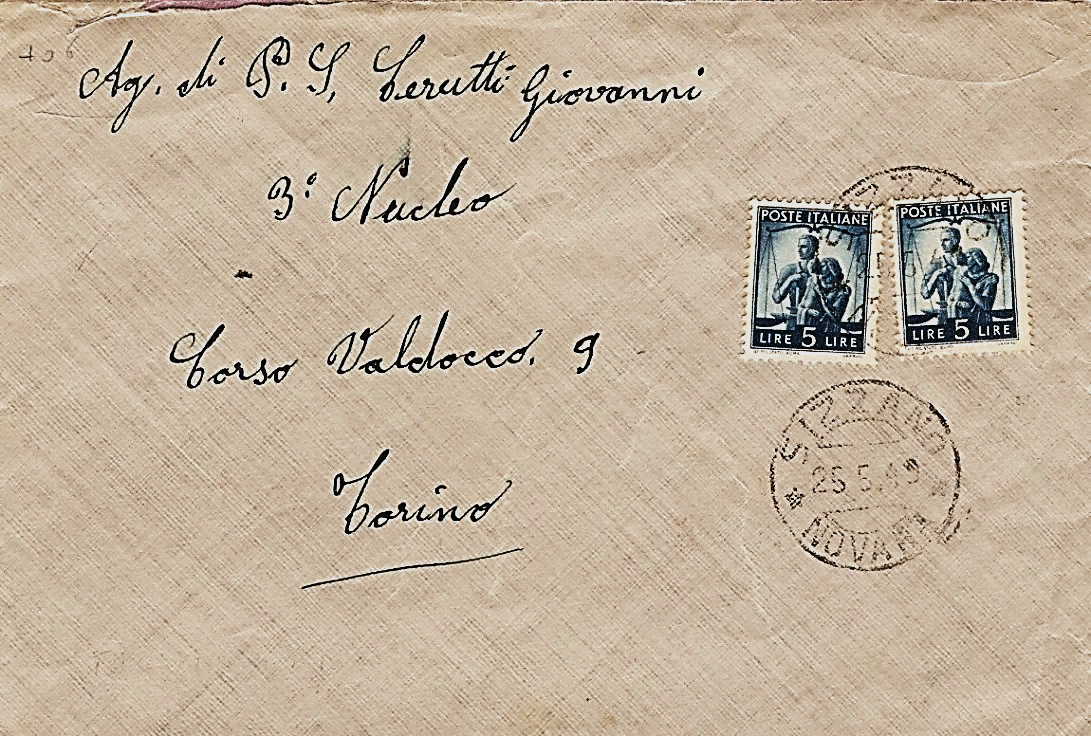 Ag. di P. S. Cerutti Giovanni
3° Nucleo
Corso Valdocco, 9
Torino
POSTE ITALIANE
LIRE 5 LIRE
POSTE ITALIANE
LIRE 5 LIRE
SIZZANO
25.5.49
NOVARA